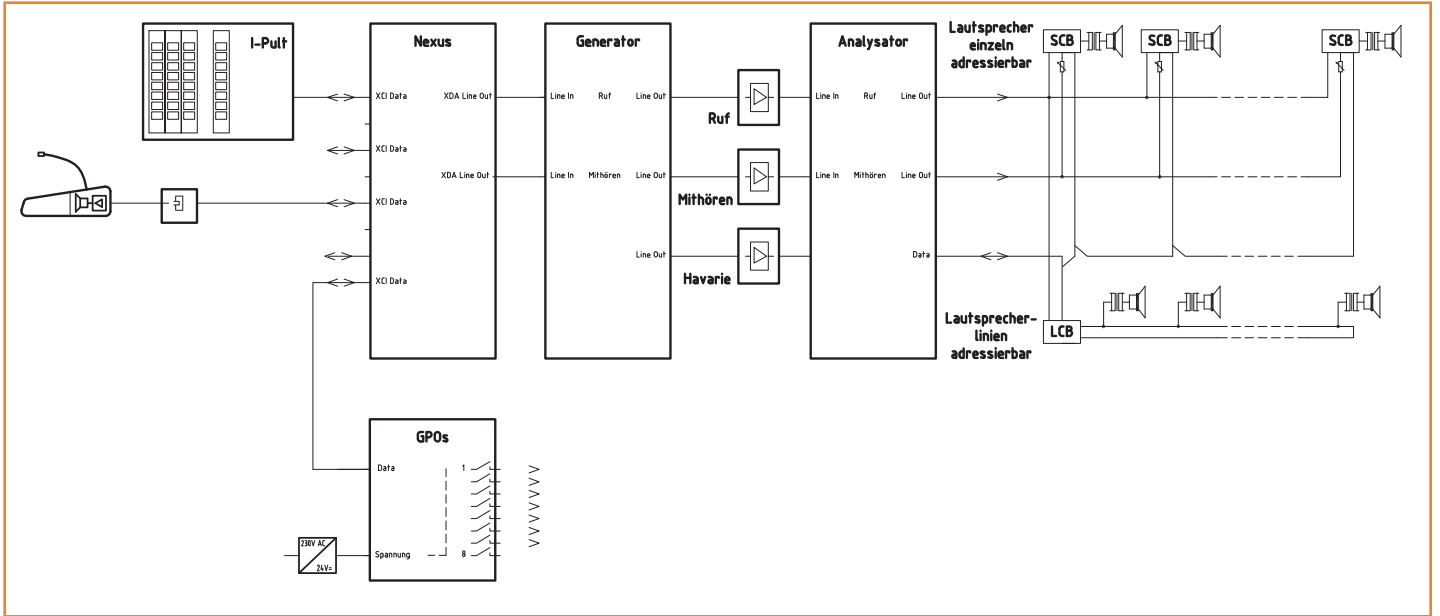 I-Pult
Nexus
XCI Data
XDA Line Out
XCI Data
XDA Line Out
XCI Data
XCI Data
Generator
Line In Ruf Line Out
Line In Mithören Line Out
Line Out
Ruf
Mithören
Havarie
Analysator
Line In Ruf Line Out
Line In Mithören Line Out
Data
Lautsprecher
einzeln
adressierbar
SCB
SCB
SCB
Lautsprecher-
linien
adressierbar
LCB
GPOs
Data
1
Spannung
8
230V AC
24V=